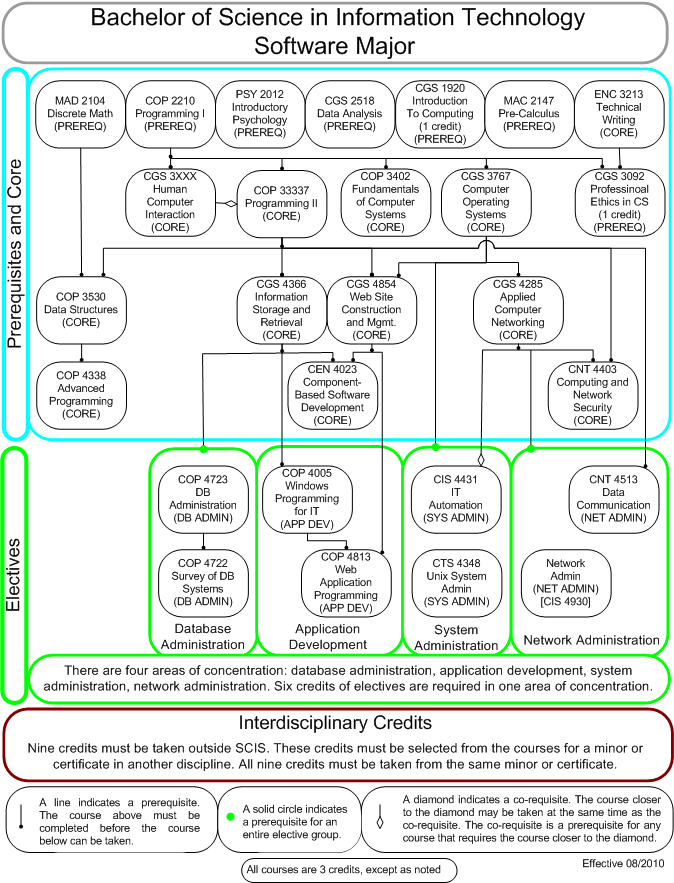 Bachelor of Science in Information Technology
Software Major
Prerequisites and Core
MAD 2104
Discrete Math
(PREREQ)
COP 2210
Programming I
(PREREQ)
PSY 2012
Introductory
Psychology
(PREREQ)
CGS 2518
Data Analysis
(PREREQ)
CGS 1920
Introduction
To Computing
(1 credit)
(PREREQ)
MAC 2147
Pre-Calculus
(PREREQ)
ENC 3213
Technical
Writing
(CORE)
CGS 3XXX
Human
Computer
Interaction
(CORE)
COP 33337
Programming II
(CORE)
COP 3402
Fundamentals
of Computer
Systems
(CORE)
CGS 3767
Computer
Operating
Systems
(CORE)
CGS 3092
Professinoal
Ethics in CS
(1 credit)
(PREREQ)
COP 3530
Data Structures
(CORE)
CGS 4366
Information
Storage and
Retrieval
(CORE)
CGS 4854
Web Site
Construction
and Mgmt.
(CORE)
CGS 4285
Applied
Computer
Networking
(CORE)
COP 4338
Advanced
Programming
(CORE)
CEN 4023
Component-
Based Software
Development
(CORE)
CNT 4403
Computing and
Network
Security
(CORE)
Electives
COP 4723
DB
Administration
(DB ADMIN)
COP 4005
Windows
Programming
for IT
(APP DEV)
CIS 4431
IT
Automation
(SYS ADMIN)
CNT 4513
Data
Communication
(NET ADMIN)
COP 4722
Survey of DB
Systems
(DB ADMIN)
COP 4813
Web
Application
Programming
(APP DEV)
CTS 4348
Unix System
Admin
(SYS ADMIN)
Network
Admin
(NET ADMIN)
[CIS 4930]
Database
Administration
Application
Development
System
Administration
Network Administration
There are four areas of concentration: database administration, application development, system
administration, network administration. Six credits of electives are required in one area of concentration.
Interdisciplinary Credits
Nine credits must be taken outside SCIS. These credits must be selected from the courses for a minor or
certificate in another discipline. All nine credits must be taken from the same minor or certificate.
A line indicates a prerequisite.
The course above must be
completed before the course
below can be taken.
A solid circle indicates
a prerequisite for an
entire elective group.
A diamond indicates a co-requisite. The course closer
to the diamond may be taken at the same time as the
co-requisite. The co-requisite is a prerequisite for any
course that requires the course closer to the diamond.
All courses are 3 credits, except as noted
Effective 08/2010